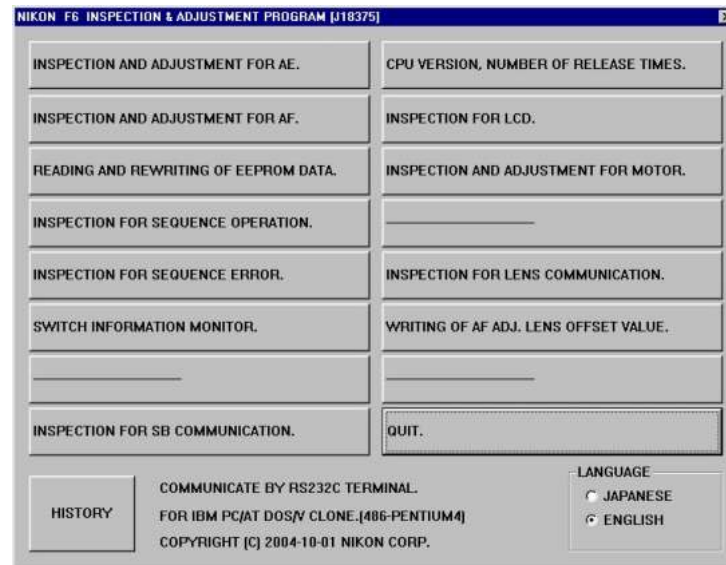 NIKON F6 INSPECTION & ADJUSTMENT PROGRAM [J18375]
INSPECTION AND ADJUSTMENT FOR AE.
CPU VERSION, NUMBER OF RELEASE TIMES.
INSPECTION AND ADJUSTMENT FOR AF.
INSPECTION FOR LCD.
READING AND REWRITING OF EEPROM DATA.
INSPECTION AND ADJUSTMENT FOR MOTOR.
INSPECTION FOR SEQUENCE OPERATION.
INSPECTION FOR SEQUENCE ERROR.
INSPECTION FOR LENS COMMUNICATION.
SWITCH INFORMATION MONITOR.
WRITING OF AF ADJ. LENS OFFSET VALUE.
INSPECTION FOR SB COMMUNICATION.
QUIT.
HISTORY
COMMUNICATE BY RS232C TERMINAL.
FOR IBM PC/AT DOS/V CLONE.[486-PENTIUM4]
COPYRIGHT [C] 2004-10-01 NIKON CORP.
LANGUAGE
JAPANESE
ENGLISH